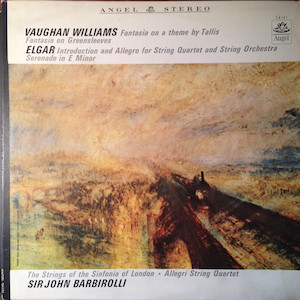 ANGEL STEREO
VAUGHAN WILLIAMS Fantasia on a theme by Tallis
Fantasia on Greensleeves
ELGAR Introduction and Allegro for String Quartet and String Orchestra
Serenade in E Minor
Angel
The Strings of the Sinfonia of London • Allegri String Quartet
SIR JOHN BARBIROLLI